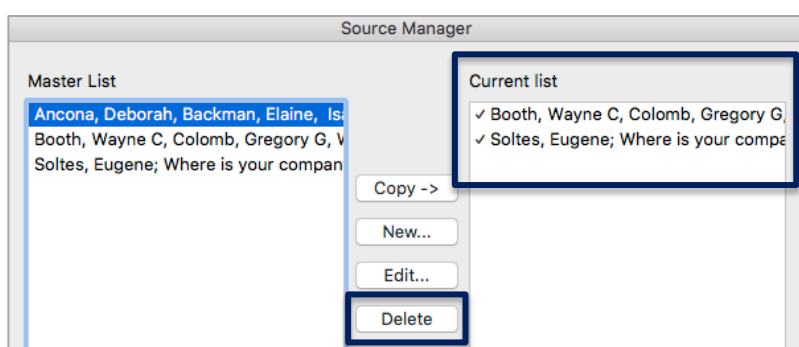 Source Manager
Master List
Current list
Ancona, Deborah, Backman, Elaine, Isa
Booth, Wayne C, Colomb, Gregory G, W
Soltes, Eugene; Where is your compan
✓ Booth, Wayne C, Colomb, Gregory G,
✓ Soltes, Eugene; Where is your compa
Copy ->
New...
Edit...
Delete